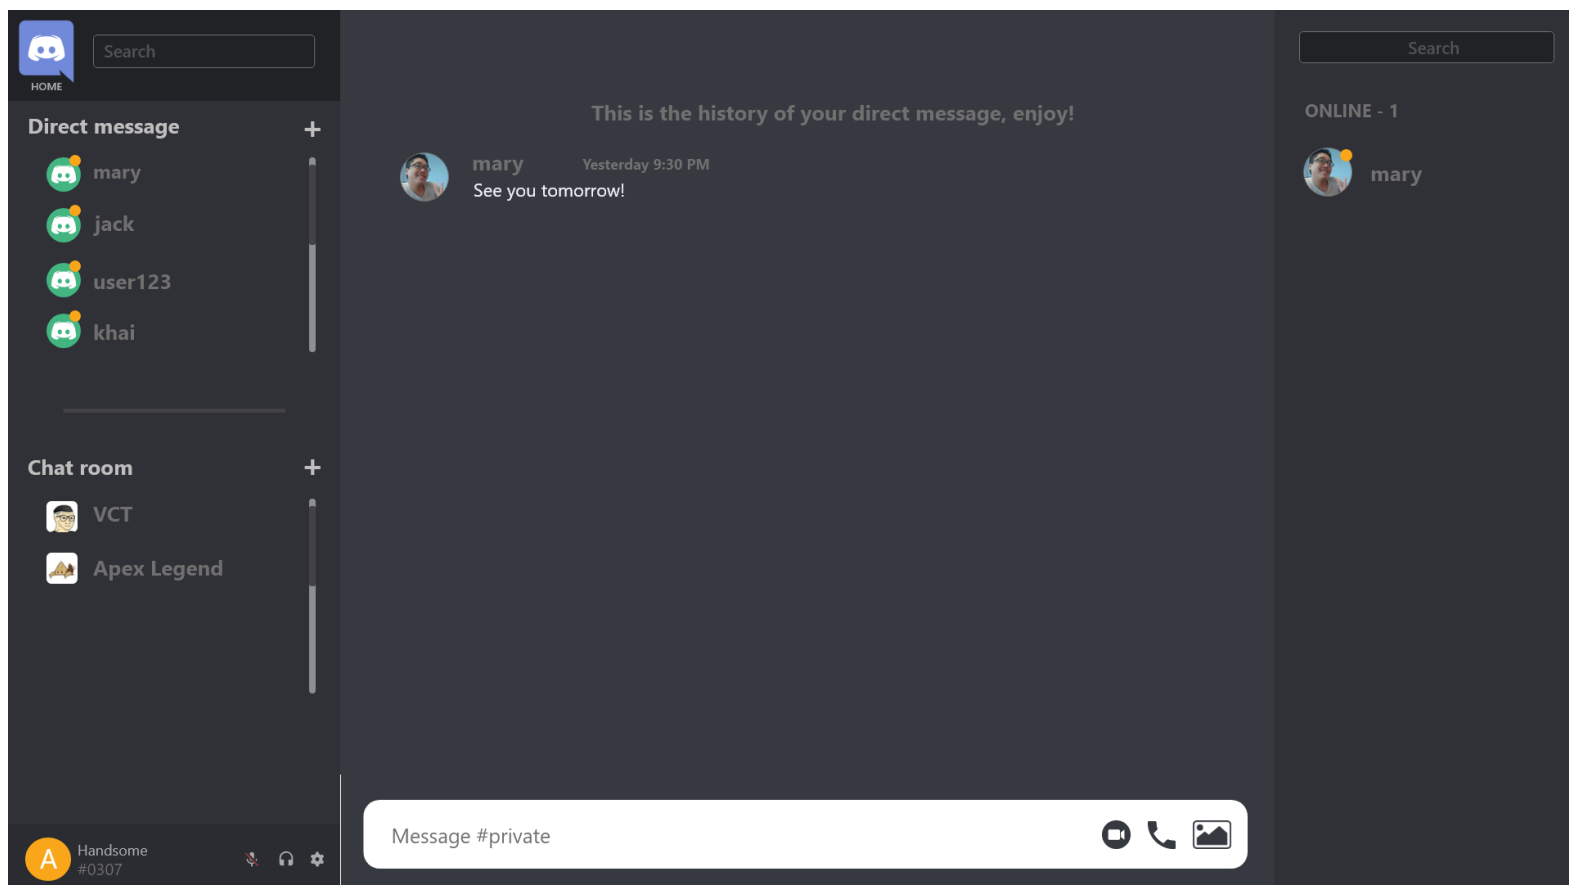 Search
HOME
Direct message +
mary
jack
user123
khai
Chat room +
VCT
Apex Legend
A
Handsome
#0307
This is the history of your direct message, enjoy!
mary Yesterday 9:30 PM
See you tomorrow!
Message #private
Search
ONLINE - 1
mary